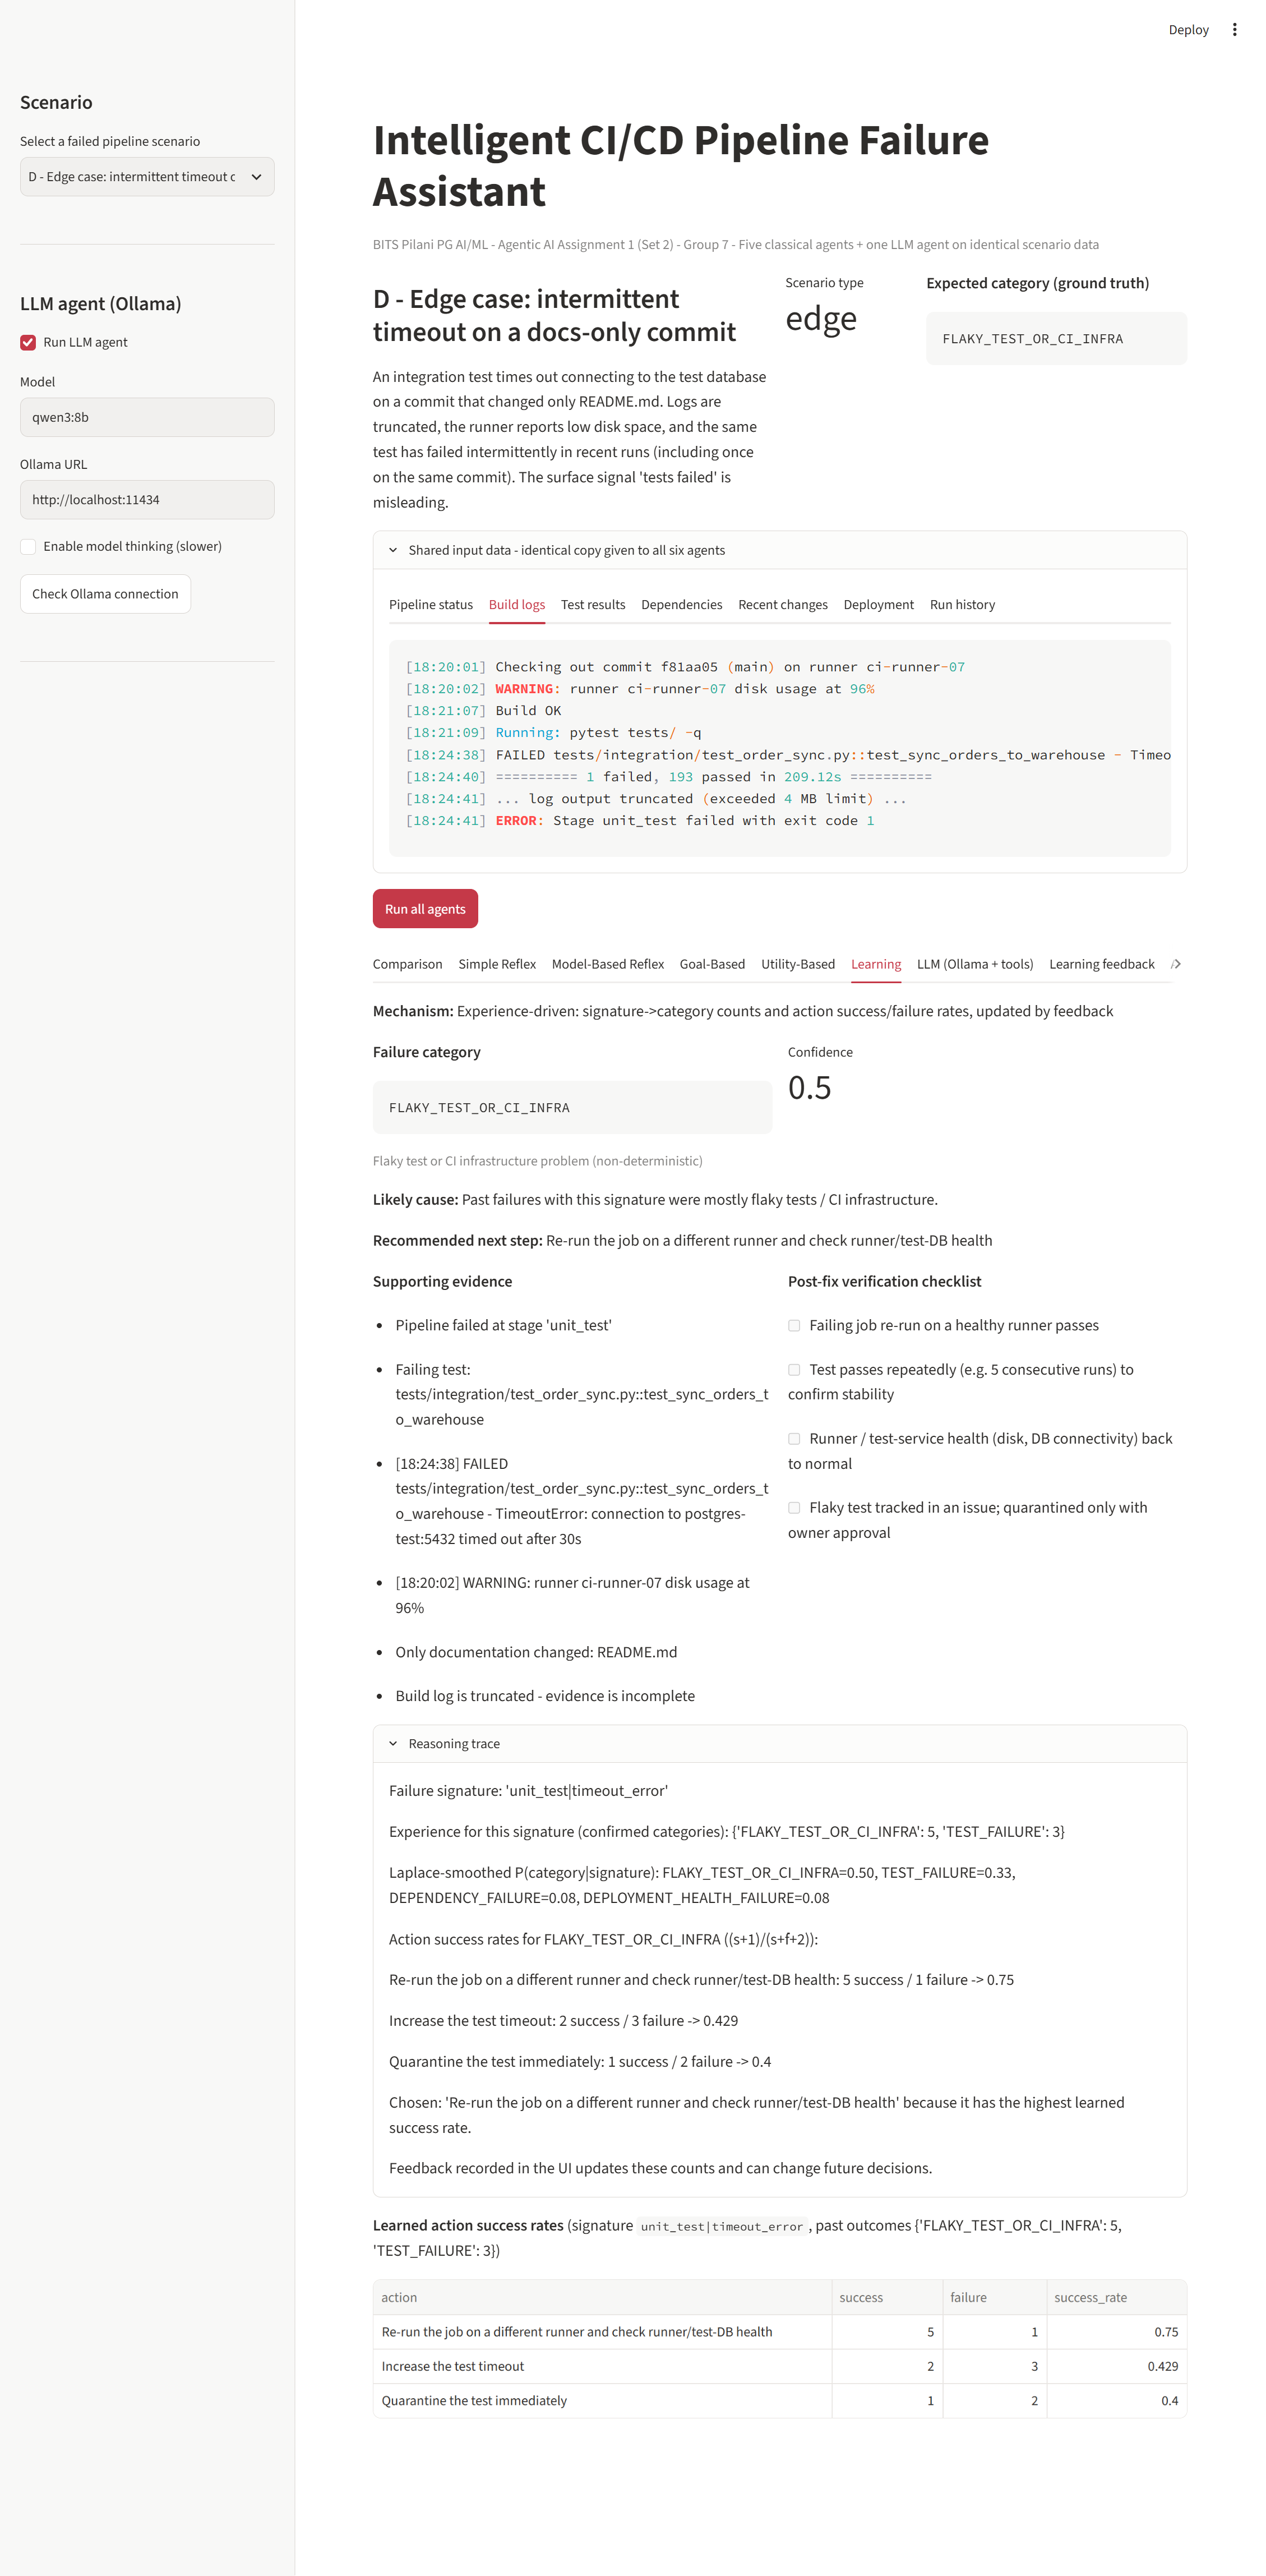 Deploy
Scenario
Select a failed pipeline scenario
D - Edge case: intermittent timeout c
LLM agent (Ollama)
Run LLM agent
Model
qwen3:8b
Ollama URL
http://localhost:11434
Enable model thinking (slower)
Check Ollama connection
Intelligent CI/CD Pipeline Failure
Assistant
BITS Pilani PG AI/ML - Agentic AI Assignment 1 (Set 2) - Group 7 - Five classical agents + one LLM agent on identical scenario data
D - Edge case: intermittent
timeout on a docs-only commit
Scenario type
edge
Expected category (ground truth)
FLAKY_TEST_OR_CI_INFRA
An integration test times out connecting to the test database
on a commit that changed only README.md. Logs are
truncated, the runner reports low disk space, and the same
test has failed intermittently in recent runs (including once
on the same commit). The surface signal 'tests failed' is
misleading.
Shared input data - identical copy given to all six agents
Pipeline status Build logs Test results Dependencies Recent changes Deployment Run history
[18:20:01] Checking out commit f81aa05 (main) on runner ci-runner-07
[18:20:02] WARNING: runner ci-runner-07 disk usage at 96%
[18:21:07] Build OK
[18:21:09] Running: pytest tests/ -q
[18:24:38] FAILED tests/integration/test_order_sync.py::test_sync_orders_to_warehouse - Timeo
[18:24:40] ========== 1 failed, 193 passed in 209.12s ==========
[18:24:41] ... log output truncated (exceeded 4 MB limit) ...
[18:24:41] ERROR: Stage unit_test failed with exit code 1
Run all agents
Comparison Simple Reflex Model-Based Reflex Goal-Based Utility-Based Learning LLM (Ollama + tools) Learning feedback
Mechanism: Experience-driven: signature->category counts and action success/failure rates, updated by feedback
Failure category
FLAKY_TEST_OR_CI_INFRA
Confidence
0.5
Flaky test or CI infrastructure problem (non-deterministic)
Likely cause: Past failures with this signature were mostly flaky tests / CI infrastructure.
Recommended next step: Re-run the job on a different runner and check runner/test-DB health
Supporting evidence
• Pipeline failed at stage 'unit_test'
• Failing test:
tests/integration/test_order_sync.py::test_sync_orders_t
o_warehouse
• [18:24:38] FAILED
tests/integration/test_order_sync.py::test_sync_orders_t
o_warehouse - TimeoutError: connection to postgres-
test:5432 timed out after 30s
• [18:20:02] WARNING: runner ci-runner-07 disk usage at
96%
• Only documentation changed: README.md
• Build log is truncated - evidence is incomplete
Post-fix verification checklist
Failing job re-run on a healthy runner passes
Test passes repeatedly (e.g. 5 consecutive runs) to
confirm stability
Runner / test-service health (disk, DB connectivity) back
to normal
Flaky test tracked in an issue; quarantined only with
owner approval
Reasoning trace
Failure signature: 'unit_test|timeout_error'
Experience for this signature (confirmed categories): {'FLAKY_TEST_OR_CI_INFRA': 5, 'TEST_FAILURE': 3}
Laplace-smoothed P(category|signature): FLAKY_TEST_OR_CI_INFRA=0.50, TEST_FAILURE=0.33,
DEPENDENCY_FAILURE=0.08, DEPLOYMENT_HEALTH_FAILURE=0.08
Action success rates for FLAKY_TEST_OR_CI_INFRA ((s+1)/(s+f+2)):
Re-run the job on a different runner and check runner/test-DB health: 5 success / 1 failure -> 0.75
Increase the test timeout: 2 success / 3 failure -> 0.429
Quarantine the test immediately: 1 success / 2 failure -> 0.4
Chosen: 'Re-run the job on a different runner and check runner/test-DB health' because it has the highest learned
success rate.
Feedback recorded in the UI updates these counts and can change future decisions.
Learned action success rates (signature unit_test|timeout_error, past outcomes {'FLAKY_TEST_OR_CI_INFRA': 5,
'TEST_FAILURE': 3})
action success failure success_rate
Re-run the job on a different runner and check runner/test-DB health 5 1 0.75
Increase the test timeout 2 3 0.429
Quarantine the test immediately 1 2 0.4